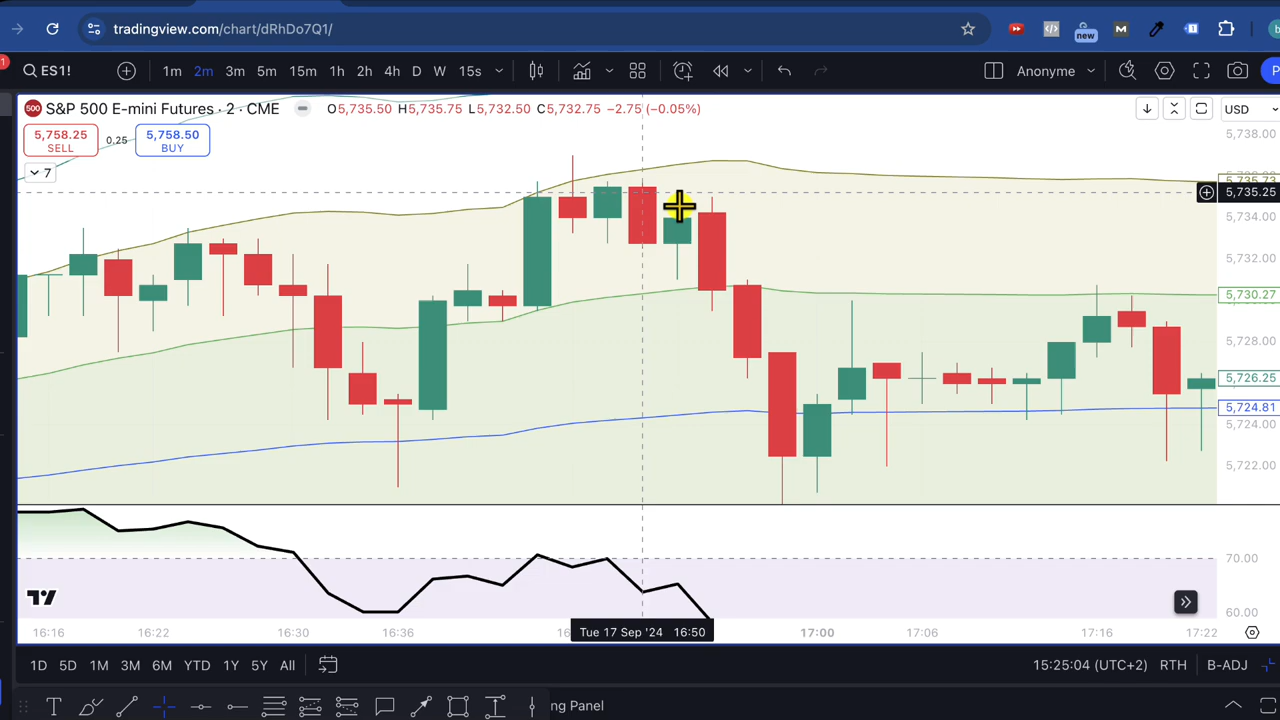 tradingview.com/chart/dRhDo7Q1/
new
M
b
1
ES1!
1m 2m 3m 5m 15m 1h 2h 4h D W 15s
Anonyme
P
500 S&P 500 E-mini Futures · 2 · CME O5,735.50 H5,735.75 L5,732.50 C5,732.75 −2.75 (−0.05%)
USD
5,758.25
SELL
0.25
5,758.50
BUY
7
5,738.00
5,735.73
5,735.25
5,734.00
5,732.00
5,730.27
5,728.00
5,726.25
5,724.81
5,724.00
5,722.00
70.00
60.00
16:16 16:22 16:30 16:36 Tue 17 Sep '24 16:50 17:00 17:06 17:16 17:22
1D 5D 1M 3M 6M YTD 1Y 5Y All
15:25:04 (UTC+2) RTH B-ADJ
ng Panel